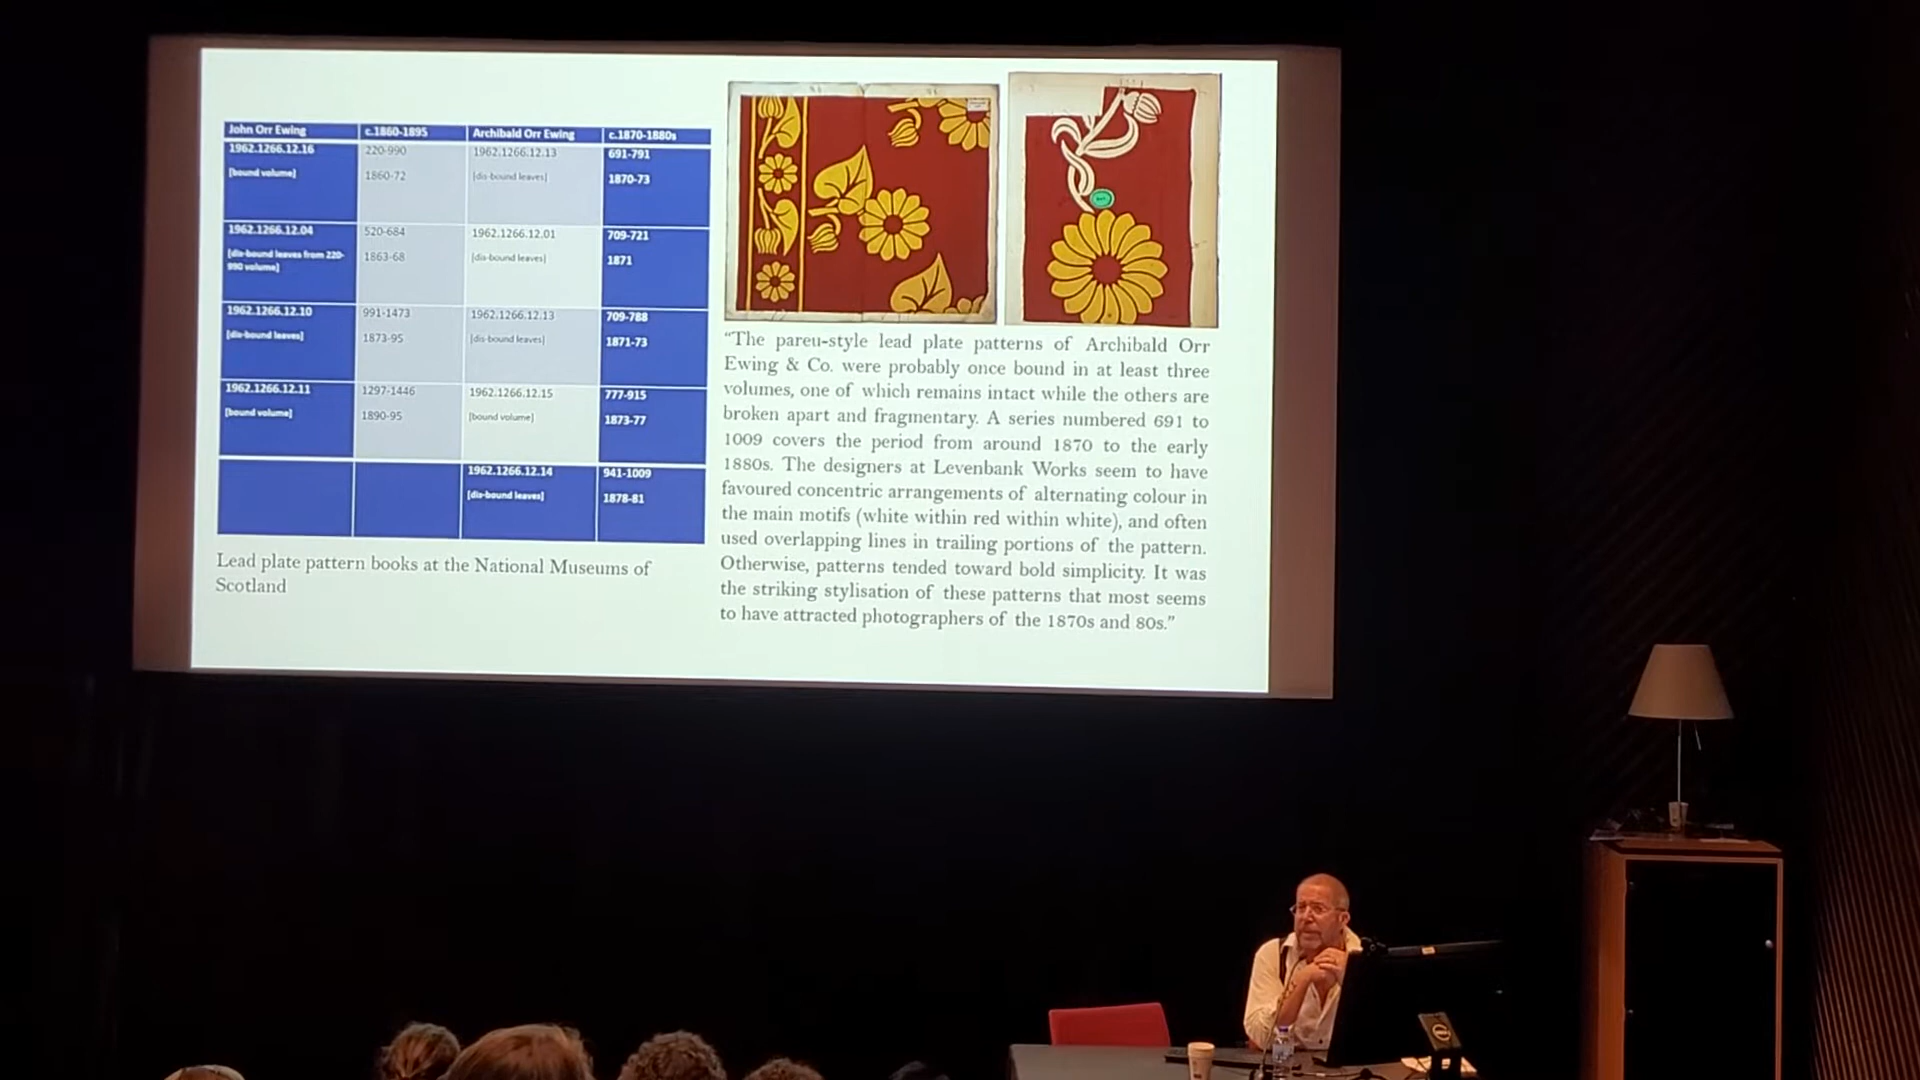 John Orr Ewing c.1860-1895 Archibald Orr Ewing c.1870-1880s
1962.1266.12.16 220-990 1962.1266.12.13 691-791
[bound volume] 1860-72 [dis-bound leaves] 1870-73
1962.1266.12.04 520-684 1962.1266.12.01 709-721
[dis-bound leaves from 220-
990 volume] 1863-68 [dis-bound leaves] 1871
1962.1266.12.10 991-1473 1962.1266.12.13 709-788
[dis-bound leaves] 1873-95 [dis-bound leaves] 1871-73
1962.1266.12.11 1297-1446 1962.1266.12.15 777-915
[bound volume] 1890-95 [bound volume] 1873-77
1962.1266.12.14 941-1009
[dis-bound leaves] 1878-81
Lead plate pattern books at the National Museums of
Scotland
“The pareu-style lead plate patterns of Archibald Orr
Ewing & Co. were probably once bound in at least three
volumes, one of which remains intact while the others are
broken apart and fragmentary. A series numbered 691 to
1009 covers the period from around 1870 to the early
1880s. The designers at Levenbank Works seem to have
favoured concentric arrangements of alternating colour in
the main motifs (white within red within white), and often
used overlapping lines in trailing portions of the pattern.
Otherwise, patterns tended toward bold simplicity. It was
the striking stylisation of these patterns that most seems
to have attracted photographers of the 1870s and 80s.”